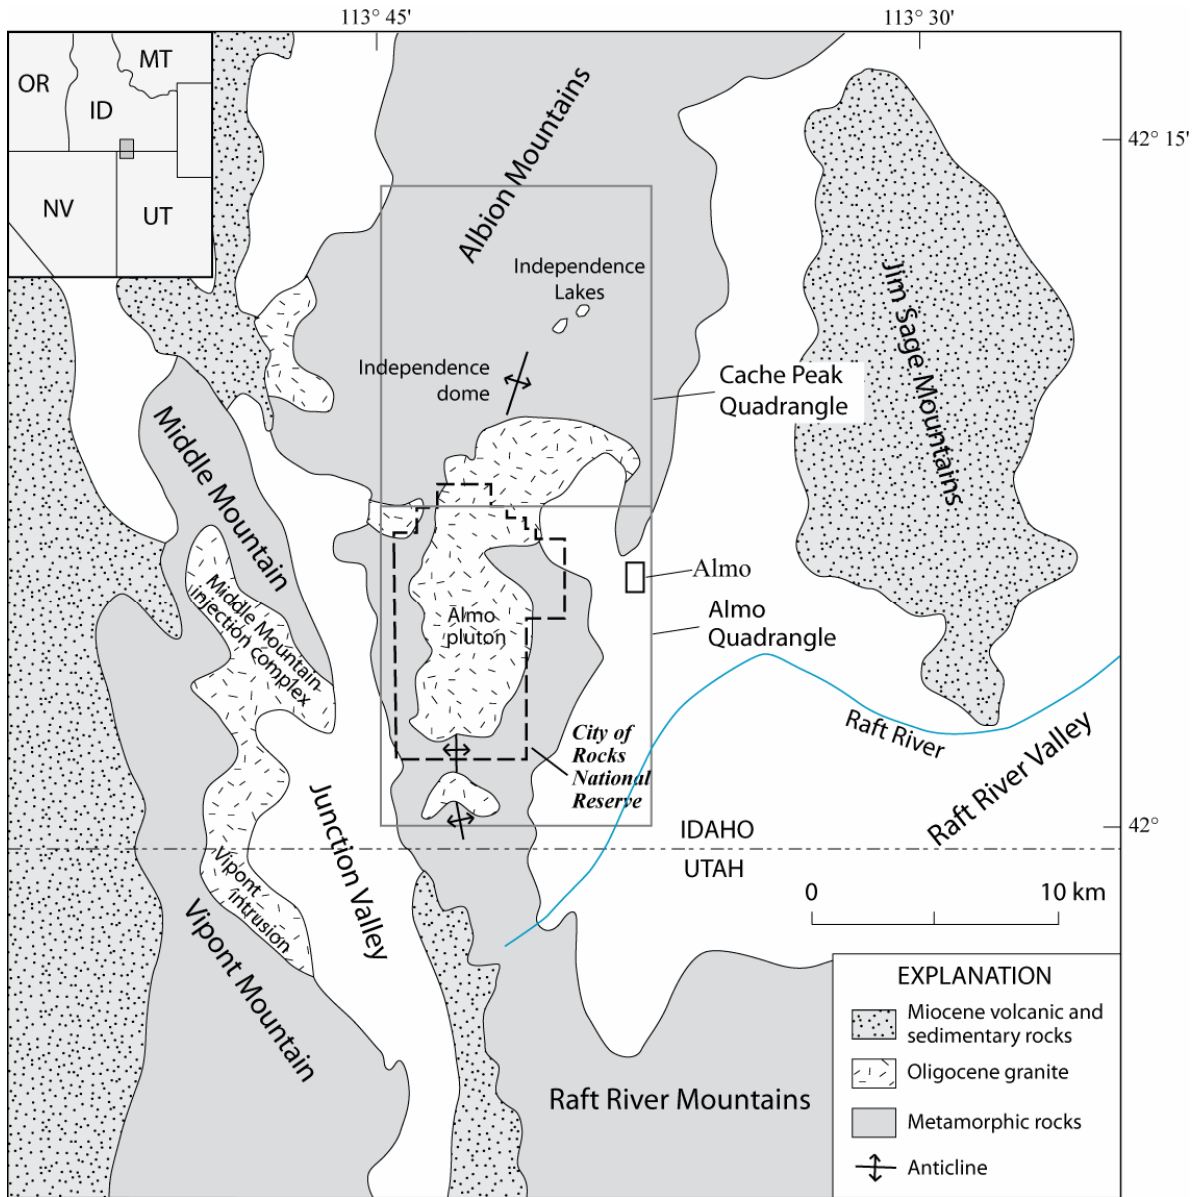 113° 45'
113° 30'
OR
MT
ID
NV
UT
42° 15'
Albion Mountains
Independence
Lakes
Independence
dome
Jim Sage Mountains
Cache Peak
Quadrangle
Middle Mountain
Middle Mountain
injection complex
Almo
Almo
pluton
Almo
Quadrangle
City of
Rocks
National
Reserve
Raft River
Raft River Valley
Junction Valley
IDAHO
UTAH
42°
Vipont
intrusion
Vipont Mountain
0
10 km
Raft River Mountains
EXPLANATION
Miocene volcanic and
sedimentary rocks
Oligocene granite
Metamorphic rocks
Anticline